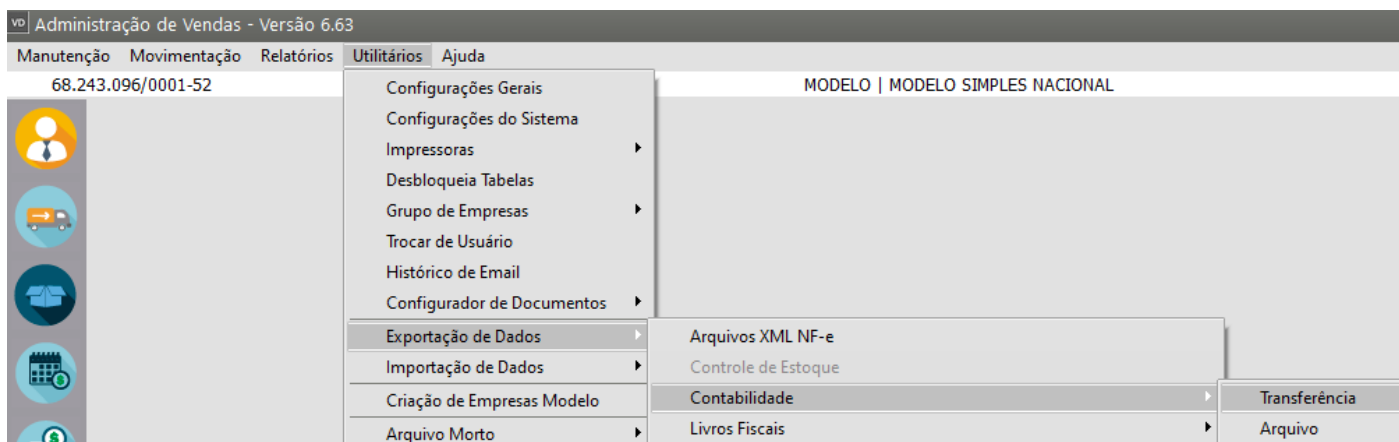 VD Administração de Vendas - Versão 6.63
Manutenção Movimentação Relatórios Utilitários Ajuda
68.243.096/0001-52 MODELO | MODELO SIMPLES NACIONAL
Configurações Gerais
Configurações do Sistema
Impressoras
Desbloqueia Tabelas
Grupo de Empresas
Trocar de Usuário
Histórico de Email
Configurador de Documentos
Exportação de Dados Arquivos XML NF-e
Importação de Dados Controle de Estoque
Criação de Empresas Modelo Contabilidade Transferência
Arquivo Morto Livros Fiscais Arquivo